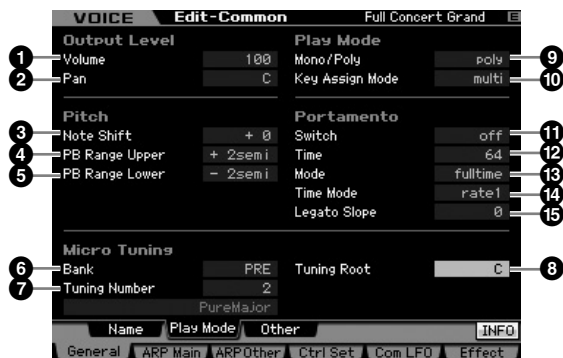 VOICE Edit-Common Full Concert Grand E
Output Level
1 Volume 100
2 Pan C
Play Mode
Mono/Poly poly 9
Key Assign Mode multi 10
Pitch
3 Note Shift + 0
4 PB Range Upper + 2semi
5 PB Range Lower - 2semi
Portamento
Switch off 11
Time 64 12
Mode fulltime 13
Time Mode rate1 14
Legato Slope 0 15
Micro Tuning
6 Bank PRE
7 Tuning Number 2
PureMajor
Tuning Root C 8
Name Play Mode Other INFO
General ARP Main ARP Other Ctrl Set Com LFO Effect